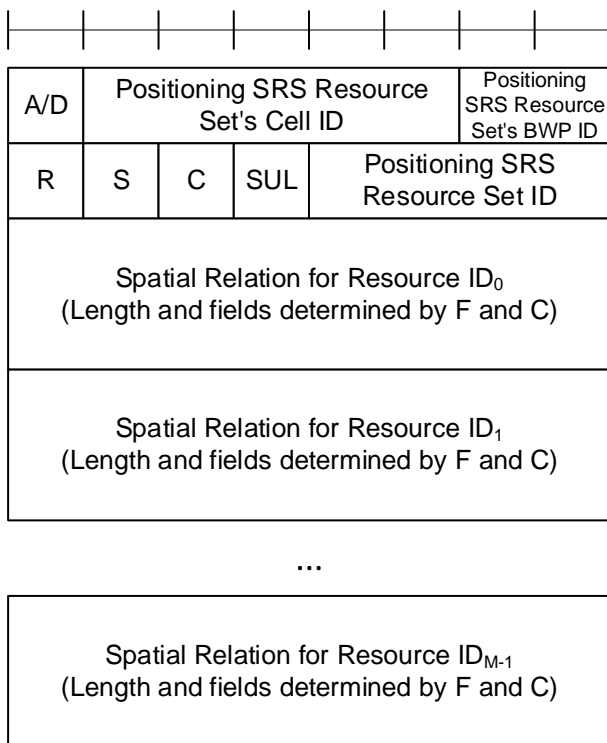 A/D
Positioning SRS Resource
Set's Cell ID
Positioning
SRS Resource
Set's BWP ID
R
S
C
SUL
Positioning SRS
Resource Set ID
Spatial Relation for Resource ID₀
(Length and fields determined by F and C)
Spatial Relation for Resource ID₁
(Length and fields determined by F and C)
...
Spatial Relation for Resource ID_M-1
(Length and fields determined by F and C)